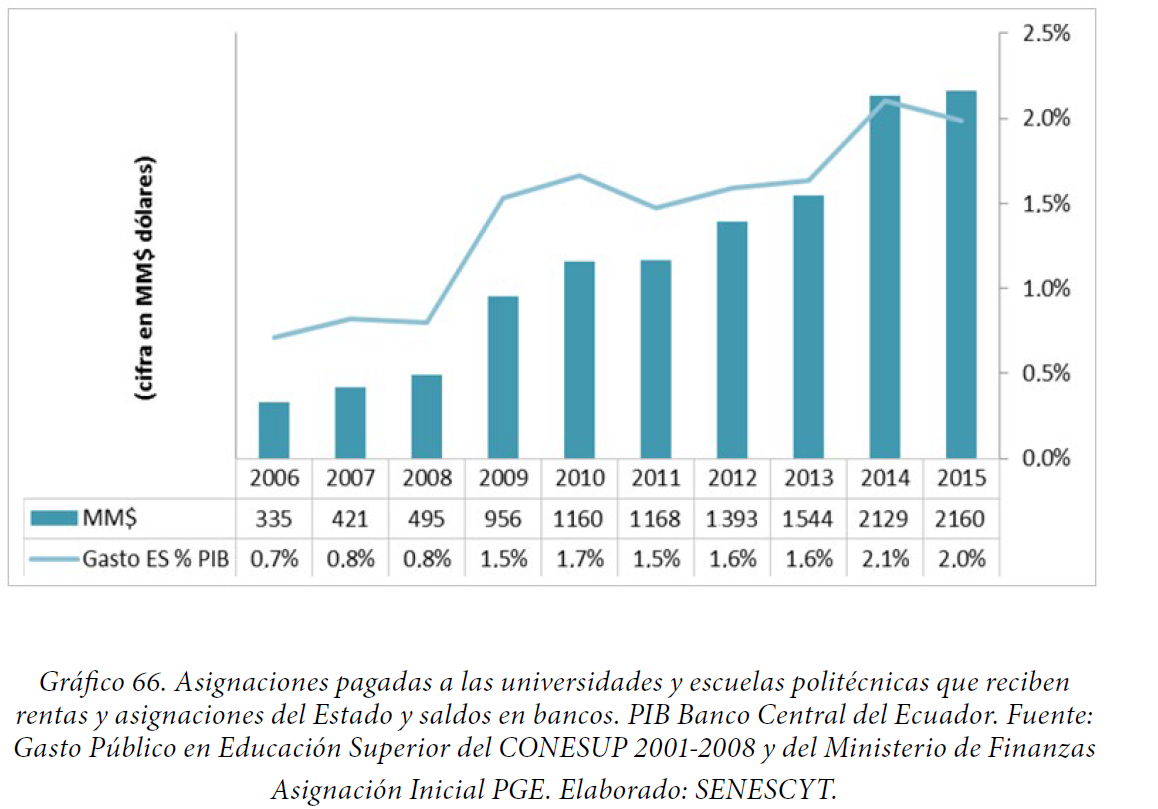 2.5%
2.0%
1.5%
1.0%
0.5%
0.0%
(cifra en MM$ dólares)
2006 2007 2008 2009 2010 2011 2012 2013 2014 2015
MM$ 335 421 495 956 1160 1168 1393 1544 2129 2160
Gasto ES % PIB 0.7% 0.8% 0.8% 1.5% 1.7% 1.5% 1.6% 1.6% 2.1% 2.0%
Gráfico 66. Asignaciones pagadas a las universidades y escuelas politécnicas que reciben
rentas y asignaciones del Estado y saldos en bancos. PIB Banco Central del Ecuador. Fuente:
Gasto Público en Educación Superior del CONESUP 2001-2008 y del Ministerio de Finanzas
Asignación Inicial PGE. Elaborado: SENESCYT.